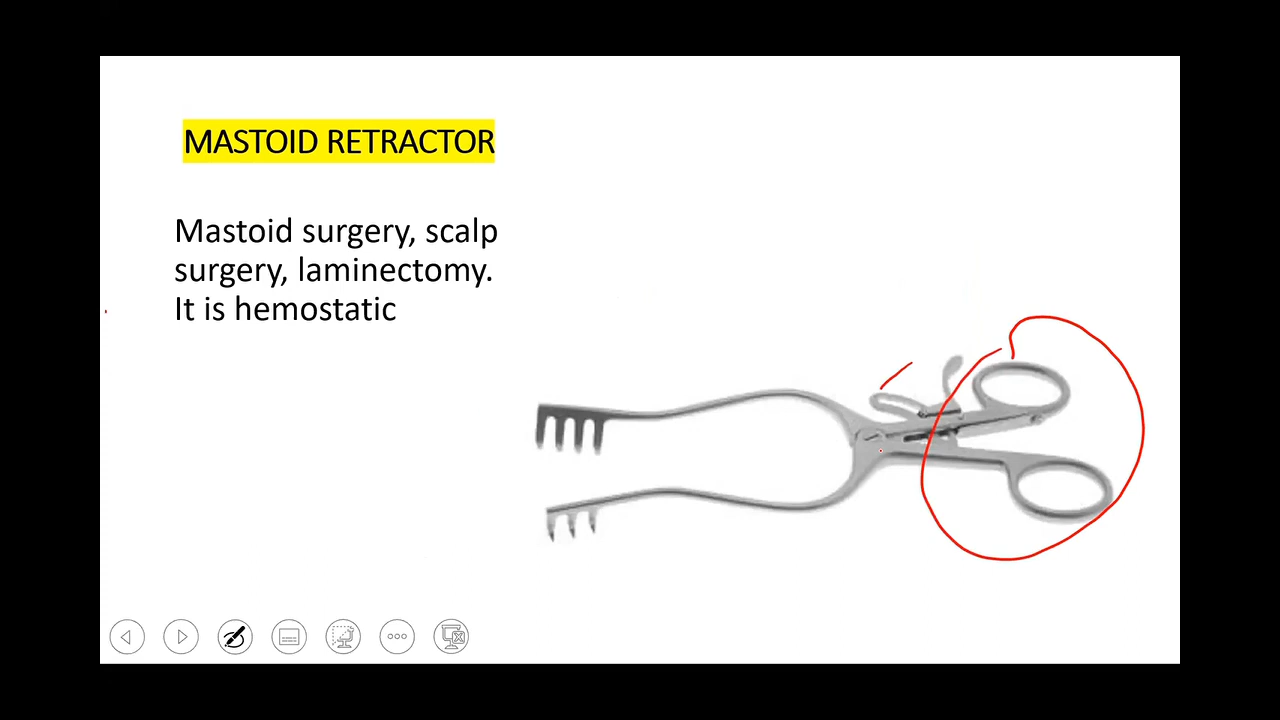 MASTOID RETRACTOR
Mastoid surgery, scalp
surgery, laminectomy.
It is hemostatic